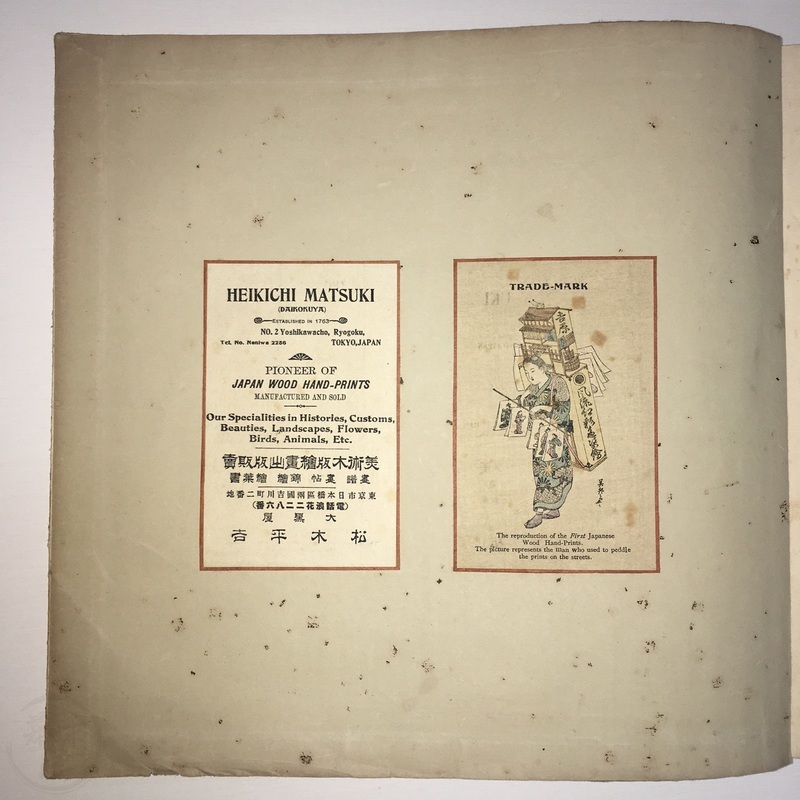 HEIKICHI MATSUKI
(DAIKOKUYA)
ESTABLISHED IN 1763
NO. 2 Yoshikawacho, Ryogoku,
Tel. No. Naniwa 2286 TOKYO, JAPAN
PIONEER OF
JAPAN WOOD HAND-PRINTS
MANUFACTURED AND SOLD
Our Specialities in Histories, Customs,
Beauties, Landscapes, Flowers,
Birds, Animals, Etc.
美術木版繪畫出版販賣
畫譜 畫帖 錦繪 繪葉書
東京市日本橋區兩國吉川町二番地
(電話浪花二二八六番)
大黑屋
松木平吉
TRADE-MARK
吉原
The reproduction of the First Japanese
Wood Hand-Prints.
The picture represents the man who used to peddle
the prints on the streets.